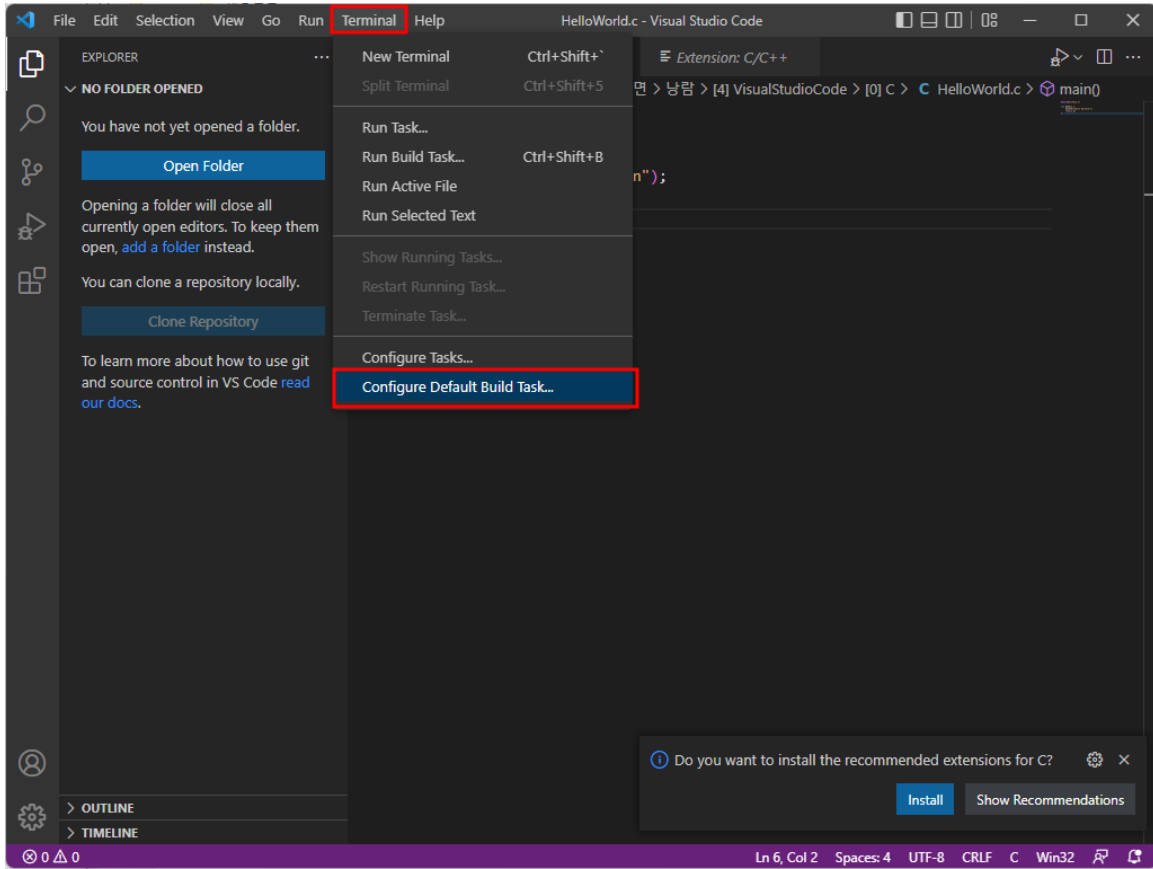 File Edit Selection View Go Run Terminal Help HelloWorld.c - Visual Studio Code
EXPLORER
NO FOLDER OPENED
You have not yet opened a folder.
Open Folder
Opening a folder will close all
currently open editors. To keep them
open, add a folder instead.
You can clone a repository locally.
Clone Repository
To learn more about how to use git
and source control in VS Code read
our docs.
OUTLINE
TIMELINE
New Terminal Ctrl+Shift+`
Split Terminal Ctrl+Shift+5
Run Task...
Run Build Task... Ctrl+Shift+B
Run Active File
Run Selected Text
Show Running Tasks...
Restart Running Task...
Terminate Task...
Configure Tasks...
Configure Default Build Task...
Extension: C/C++
면 > 낭람 > [4] VisualStudioCode > [0] C > C HelloWorld.c > main()
n");
Do you want to install the recommended extensions for C?
Install Show Recommendations
0 0 Ln 6, Col 2 Spaces: 4 UTF-8 CRLF C Win32